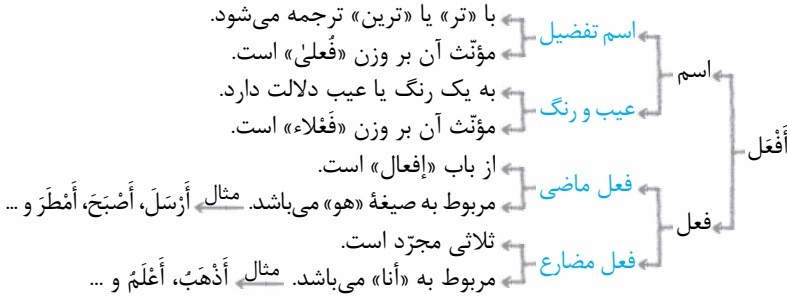 أَفْعَل
اسم
اسم تفضیل
با «تر» یا «ترین» ترجمه می‌شود.
مؤنّث آن بر وزن «فُعلیٰ» است.
عیب و رنگ
به یک رنگ یا عیب دلالت دارد.
مؤنّث آن بر وزن «فَعْلاء» است.
فعل
فعل ماضی
از باب «إفعال» است.
مربوط به صیغهٔ «هو» می‌باشد. مثال أَرْسَلَ، أَصْبَحَ، أَمْطَرَ و ...
فعل مضارع
ثلاثی مجرّد است.
مربوط به «أنا» می‌باشد. مثال أَذْهَبُ، أَعْلَمُ و ...